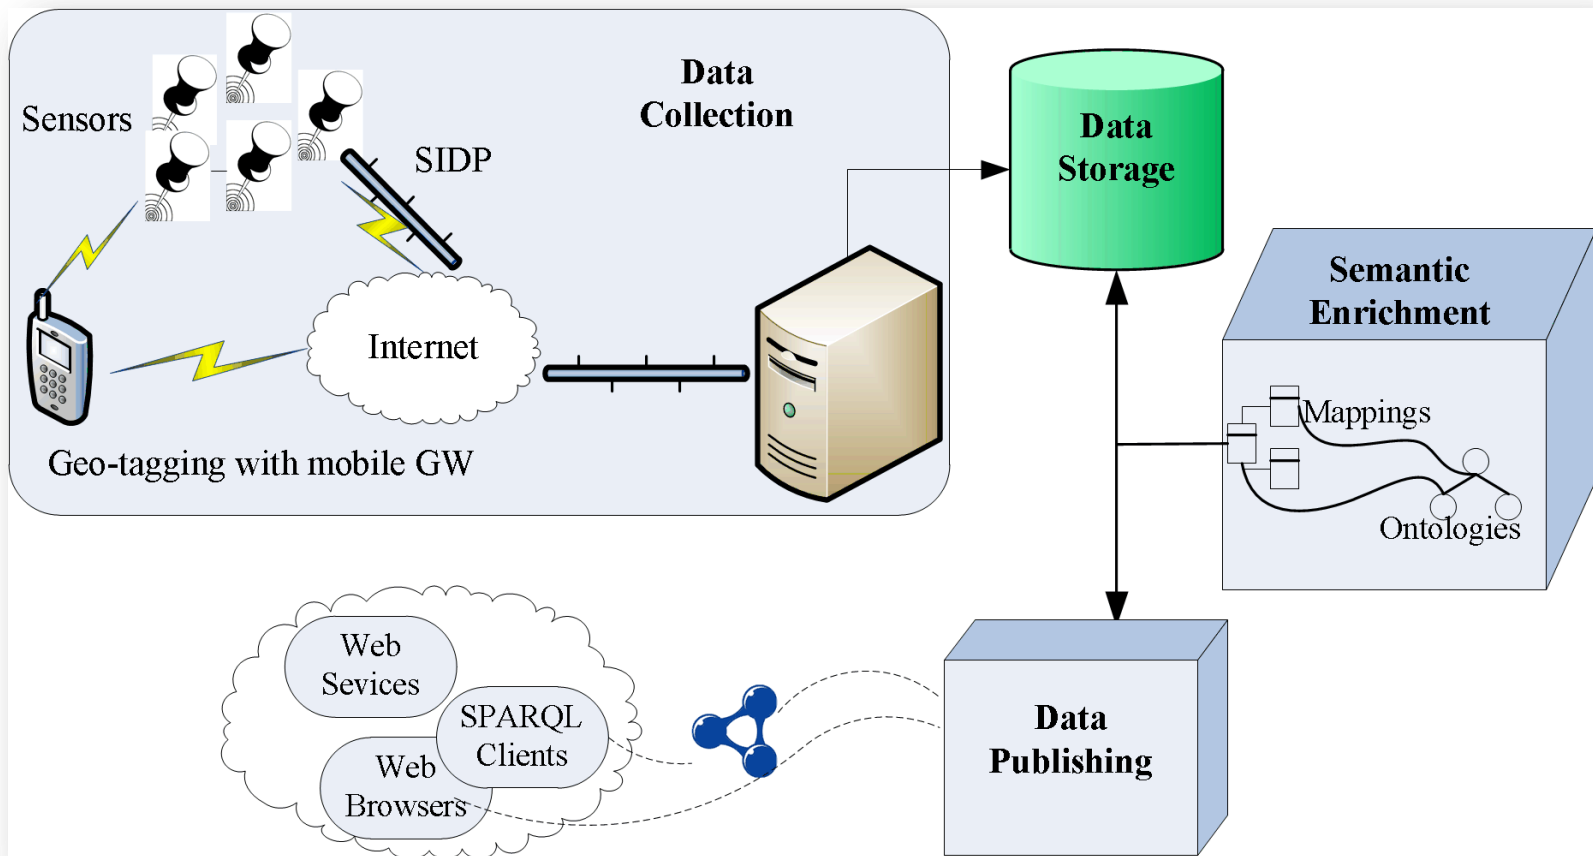 Sensors
SIDP
Data
Collection
Internet
Geo-tagging with mobile GW
Data
Storage
Semantic
Enrichment
Mappings
Ontologies
Web
Sevices
SPARQL
Clients
Web
Browsers
Data
Publishing